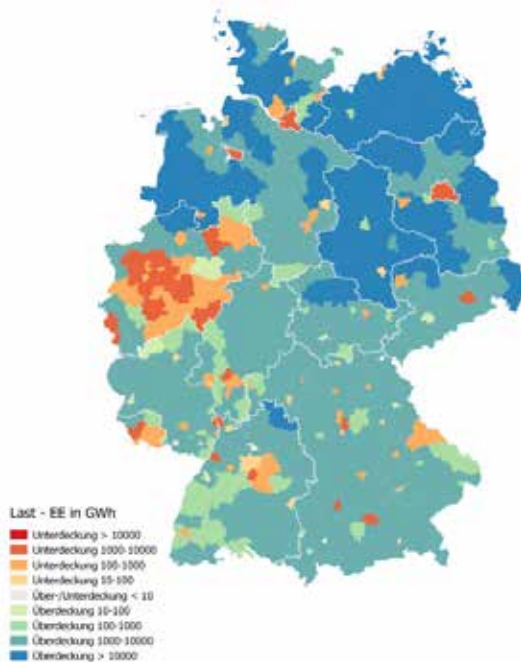 Last - EE in GWh
Unterdeckung > 10000
Unterdeckung 1000-10000
Unterdeckung 100-1000
Unterdeckung 10-100
Über-/Unterdeckung < 10
Überdeckung 10-100
Überdeckung 100-1000
Überdeckung 1000-10000
Überdeckung > 10000